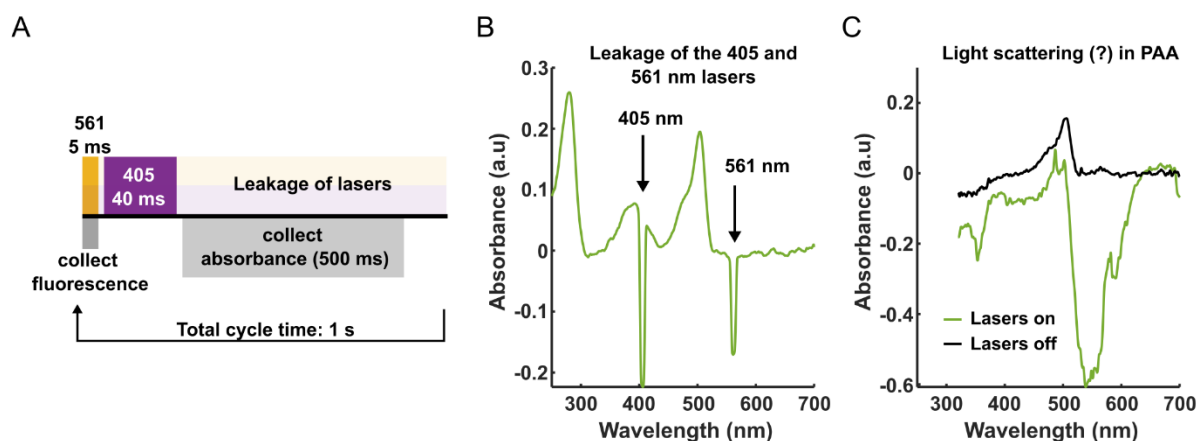 A
561
5 ms
405
40 ms
Leakage of lasers
collect
fluorescence
collect
absorbance (500 ms)
Total cycle time: 1 s
B
Leakage of the 405 and
561 nm lasers
405 nm
561 nm
Absorbance (a.u)
0.3
0.2
0.1
0
-0.1
-0.2
300 400 500 600 700
Wavelength (nm)
C
Light scattering (?) in PAA
Absorbance (a.u)
0.2
0
-0.2
-0.4
-0.6
Lasers on
Lasers off
300 400 500 600 700
Wavelength (nm)